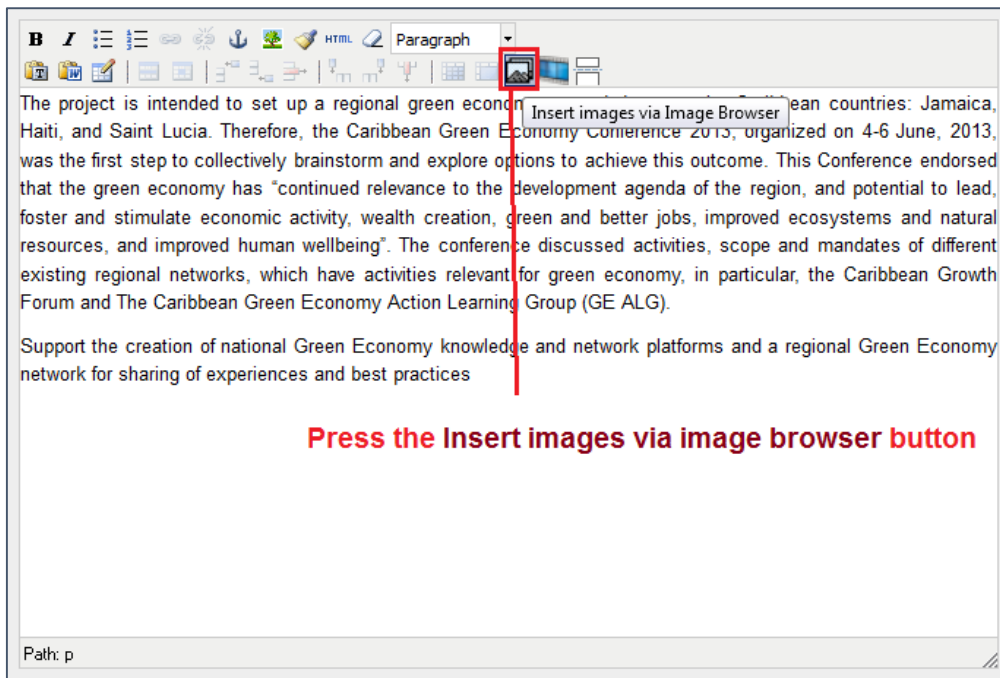 HTML Paragraph
The project is intended to set up a regional green econ ean countries: Jamaica,
Insert images via Image Browser
Haiti, and Saint Lucia. Therefore, the Caribbean Green Economy Conference 2013, organized on 4-6 June, 2013,
was the first step to collectively brainstorm and explore options to achieve this outcome. This Conference endorsed
that the green economy has “continued relevance to the development agenda of the region, and potential to lead,
foster and stimulate economic activity, wealth creation, green and better jobs, improved ecosystems and natural
resources, and improved human wellbeing”. The conference discussed activities, scope and mandates of different
existing regional networks, which have activities relevant for green economy, in particular, the Caribbean Growth
Forum and The Caribbean Green Economy Action Learning Group (GE ALG).
Support the creation of national Green Economy knowledge and network platforms and a regional Green Economy
network for sharing of experiences and best practices
Press the Insert images via image browser button
Path: p